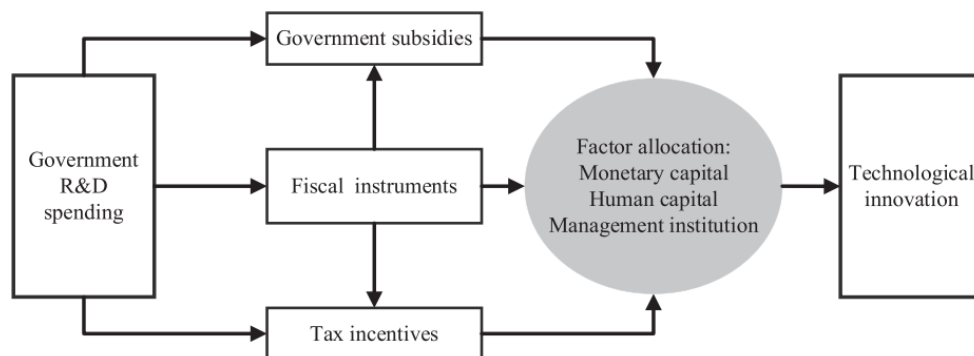 Government subsidies
Government
R&D
spending
Fiscal instruments
Factor allocation:
Monetary capital
Human capital
Management institution
Technological
innovation
Tax incentives